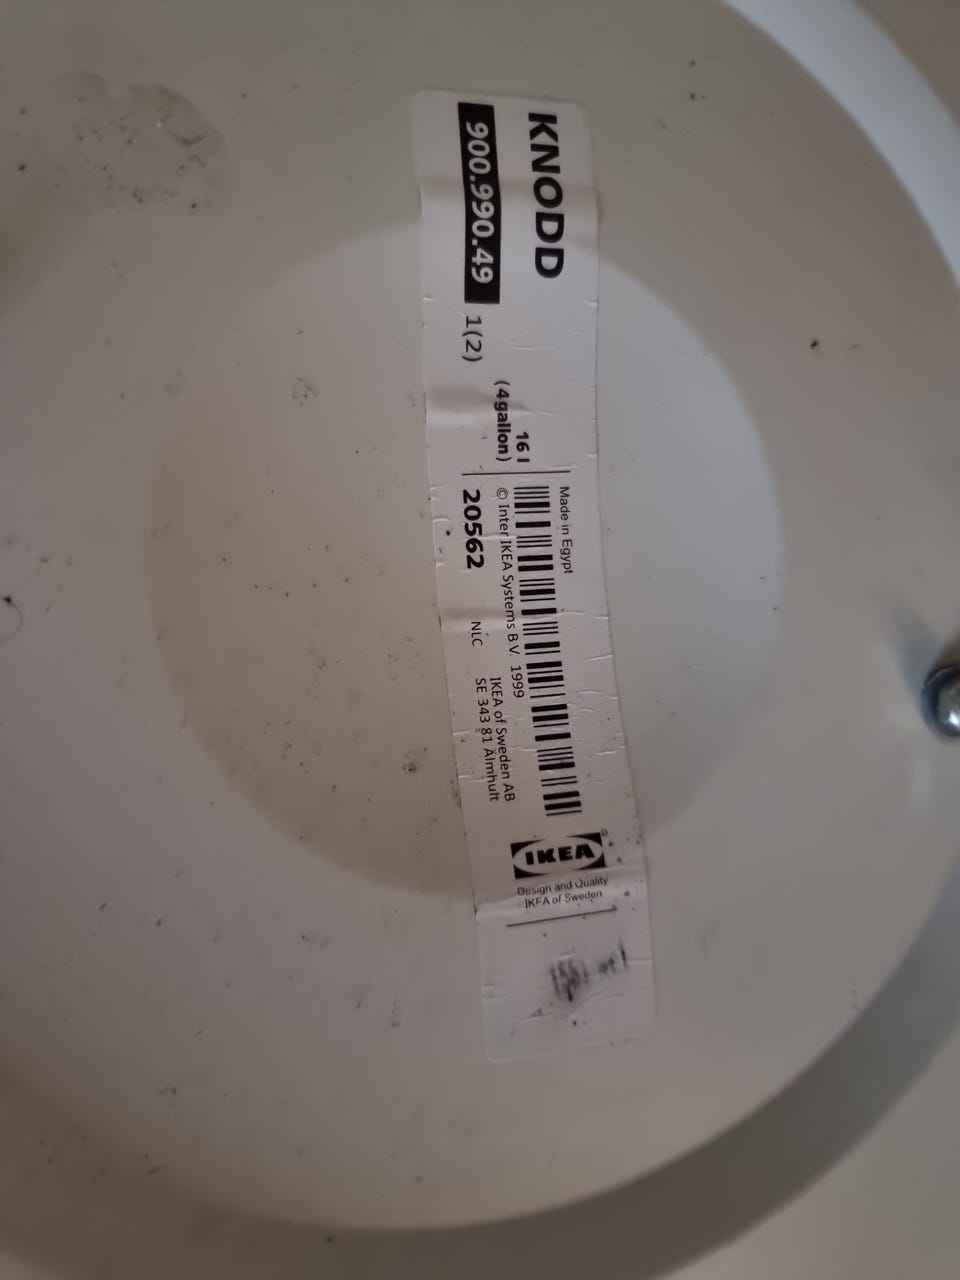 KNODD
900.990.49
1(2)
16 l
(4gallon)
Made in Egypt
© Inter IKEA Systems B.V. 1999
20562
NLC
IKEA of Sweden AB
SE 343 81 Älmhult
IKEA
Design and Quality
IKEA of Sweden